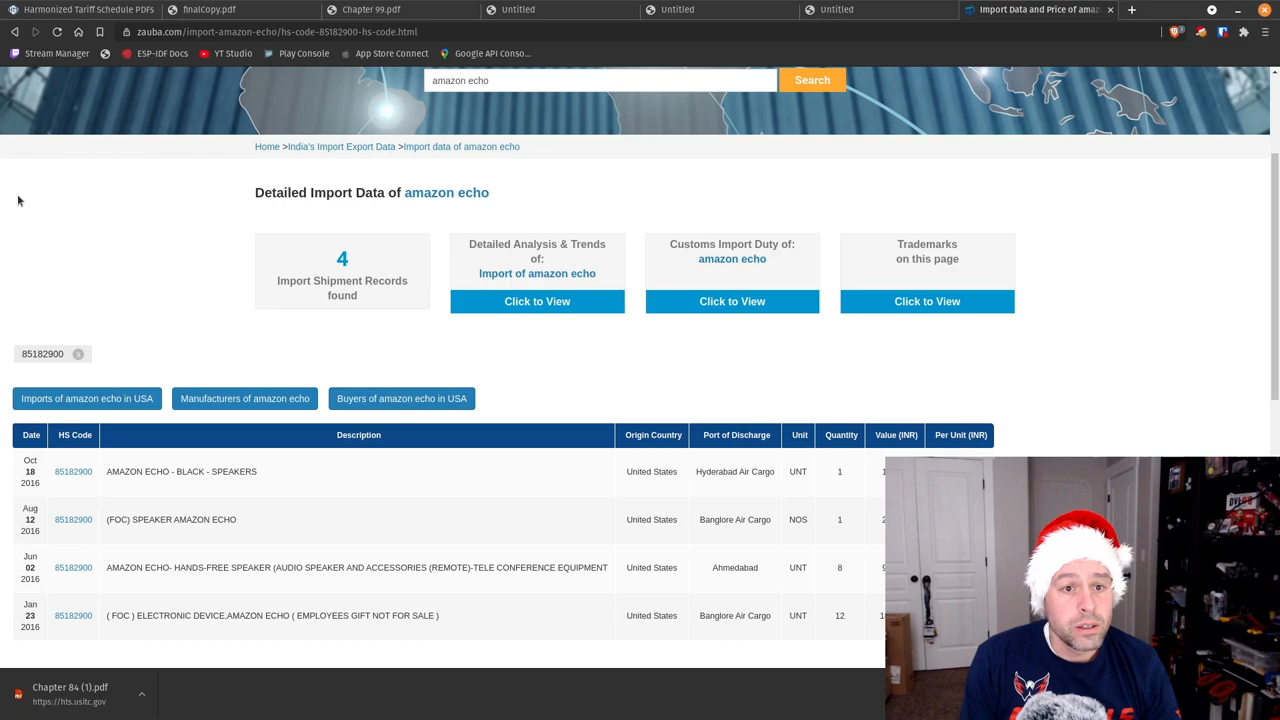 Harmonized Tariff Schedule PDFs
finalCopy.pdf
Chapter 99.pdf
Untitled
Untitled
Untitled
Import Data and Price of amaz
zauba.com/import-amazon-echo/hs-code-85182900-hs-code.html
Stream Manager
ESP-IDF Docs
YT Studio
Play Console
App Store Connect
Google API Conso...
amazon echo
Search
Home >India's Import Export Data >Import data of amazon echo
Detailed Import Data of amazon echo
4
Import Shipment Records
found
Detailed Analysis & Trends
of:
Import of amazon echo
Click to View
Customs Import Duty of:
amazon echo
Click to View
Trademarks
on this page
Click to View
85182900 x
Imports of amazon echo in USA
Manufacturers of amazon echo
Buyers of amazon echo in USA
Date HS Code Description Origin Country Port of Discharge Unit Quantity Value (INR) Per Unit (INR)
Oct
18
2016
85182900 AMAZON ECHO - BLACK - SPEAKERS United States Hyderabad Air Cargo UNT 1
Aug
12
2016
85182900 (FOC) SPEAKER AMAZON ECHO United States Banglore Air Cargo NOS 1
Jun
02
2016
85182900 AMAZON ECHO- HANDS-FREE SPEAKER (AUDIO SPEAKER AND ACCESSORIES (REMOTE)-TELE CONFERENCE EQUIPMENT United States Ahmedabad UNT 8
Jan
23
2016
85182900 ( FOC ) ELECTRONIC DEVICE,AMAZON ECHO ( EMPLOYEES GIFT NOT FOR SALE ) United States Banglore Air Cargo UNT 12
Chapter 84 (1).pdf
https://hts.usitc.gov